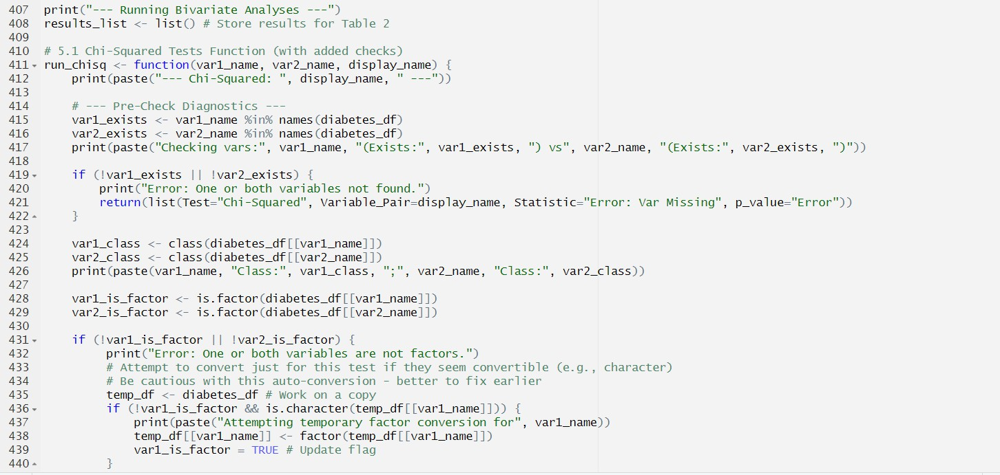 407 print("--- Running Bivariate Analyses ---")
408 results_list <- list() # Store results for Table 2
409
410 # 5.1 Chi-Squared Tests Function (with added checks)
411 run_chisq <- function(var1_name, var2_name, display_name) {
412     print(paste("--- Chi-Squared: ", display_name, " ---"))
413
414     # --- Pre-Check Diagnostics ---
415     var1_exists <- var1_name %in% names(diabetes_df)
416     var2_exists <- var2_name %in% names(diabetes_df)
417     print(paste("Checking vars:", var1_name, "(Exists:", var1_exists, ") vs", var2_name, "(Exists:", var2_exists, ")"))
418
419     if (!var1_exists || !var2_exists) {
420         print("Error: One or both variables not found.")
421         return(list(Test="Chi-Squared", Variable_Pair=display_name, Statistic="Error: Var Missing", p_value="Error"))
422     }
423
424     var1_class <- class(diabetes_df[[var1_name]])
425     var2_class <- class(diabetes_df[[var2_name]])
426     print(paste(var1_name, "Class:", var1_class, ";", var2_name, "Class:", var2_class))
427
428     var1_is_factor <- is.factor(diabetes_df[[var1_name]])
429     var2_is_factor <- is.factor(diabetes_df[[var2_name]])
430
431     if (!var1_is_factor || !var2_is_factor) {
432          print("Error: One or both variables are not factors.")
433          # Attempt to convert just for this test if they seem convertible (e.g., character)
434          # Be cautious with this auto-conversion - better to fix earlier
435          temp_df <- diabetes_df # Work on a copy
436          if (!var1_is_factor && is.character(temp_df[[var1_name]])) {
437              print(paste("Attempting temporary factor conversion for", var1_name))
438              temp_df[[var1_name]] <- factor(temp_df[[var1_name]])
439              var1_is_factor = TRUE # Update flag
440          }